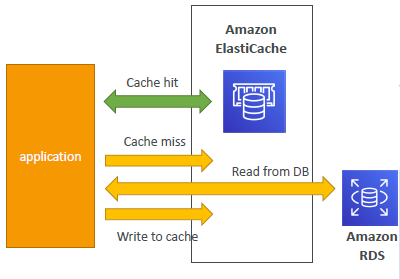 Amazon
ElastiCache
Cache hit
application
Cache miss
Read from DB
Write to cache
Amazon
RDS